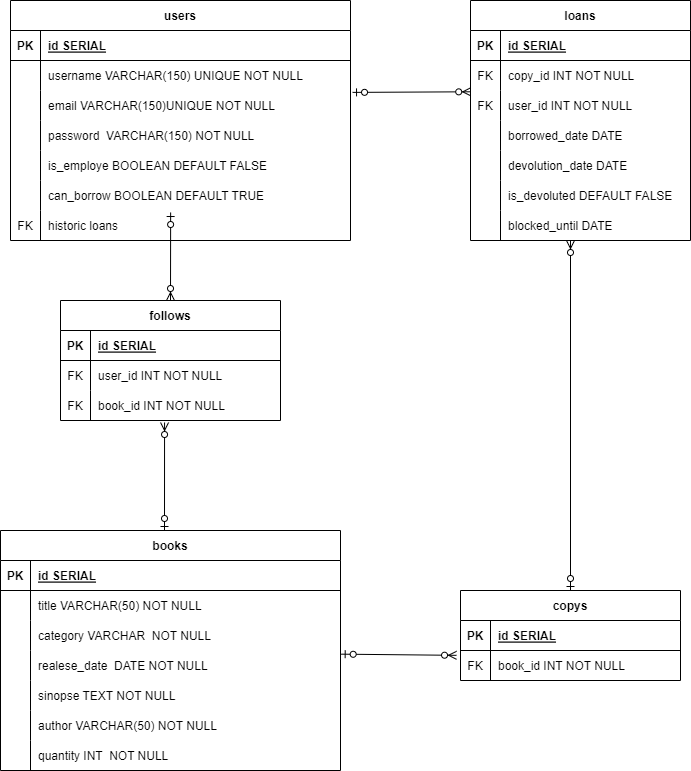 users
PK id SERIAL
username VARCHAR(150) UNIQUE NOT NULL
email VARCHAR(150)UNIQUE NOT NULL
password  VARCHAR(150) NOT NULL
is_employe BOOLEAN DEFAULT FALSE
can_borrow BOOLEAN DEFAULT TRUE
FK historic loans
loans
PK id SERIAL
FK copy_id INT NOT NULL
FK user_id INT NOT NULL
borrowed_date DATE
devolution_date DATE
is_devoluted DEFAULT FALSE
blocked_until DATE
follows
PK id SERIAL
FK user_id INT NOT NULL
FK book_id INT NOT NULL
books
PK id SERIAL
title VARCHAR(50) NOT NULL
category VARCHAR  NOT NULL
realese_date  DATE NOT NULL
sinopse TEXT NOT NULL
author VARCHAR(50) NOT NULL
quantity INT  NOT NULL
copys
PK id SERIAL
FK book_id INT NOT NULL